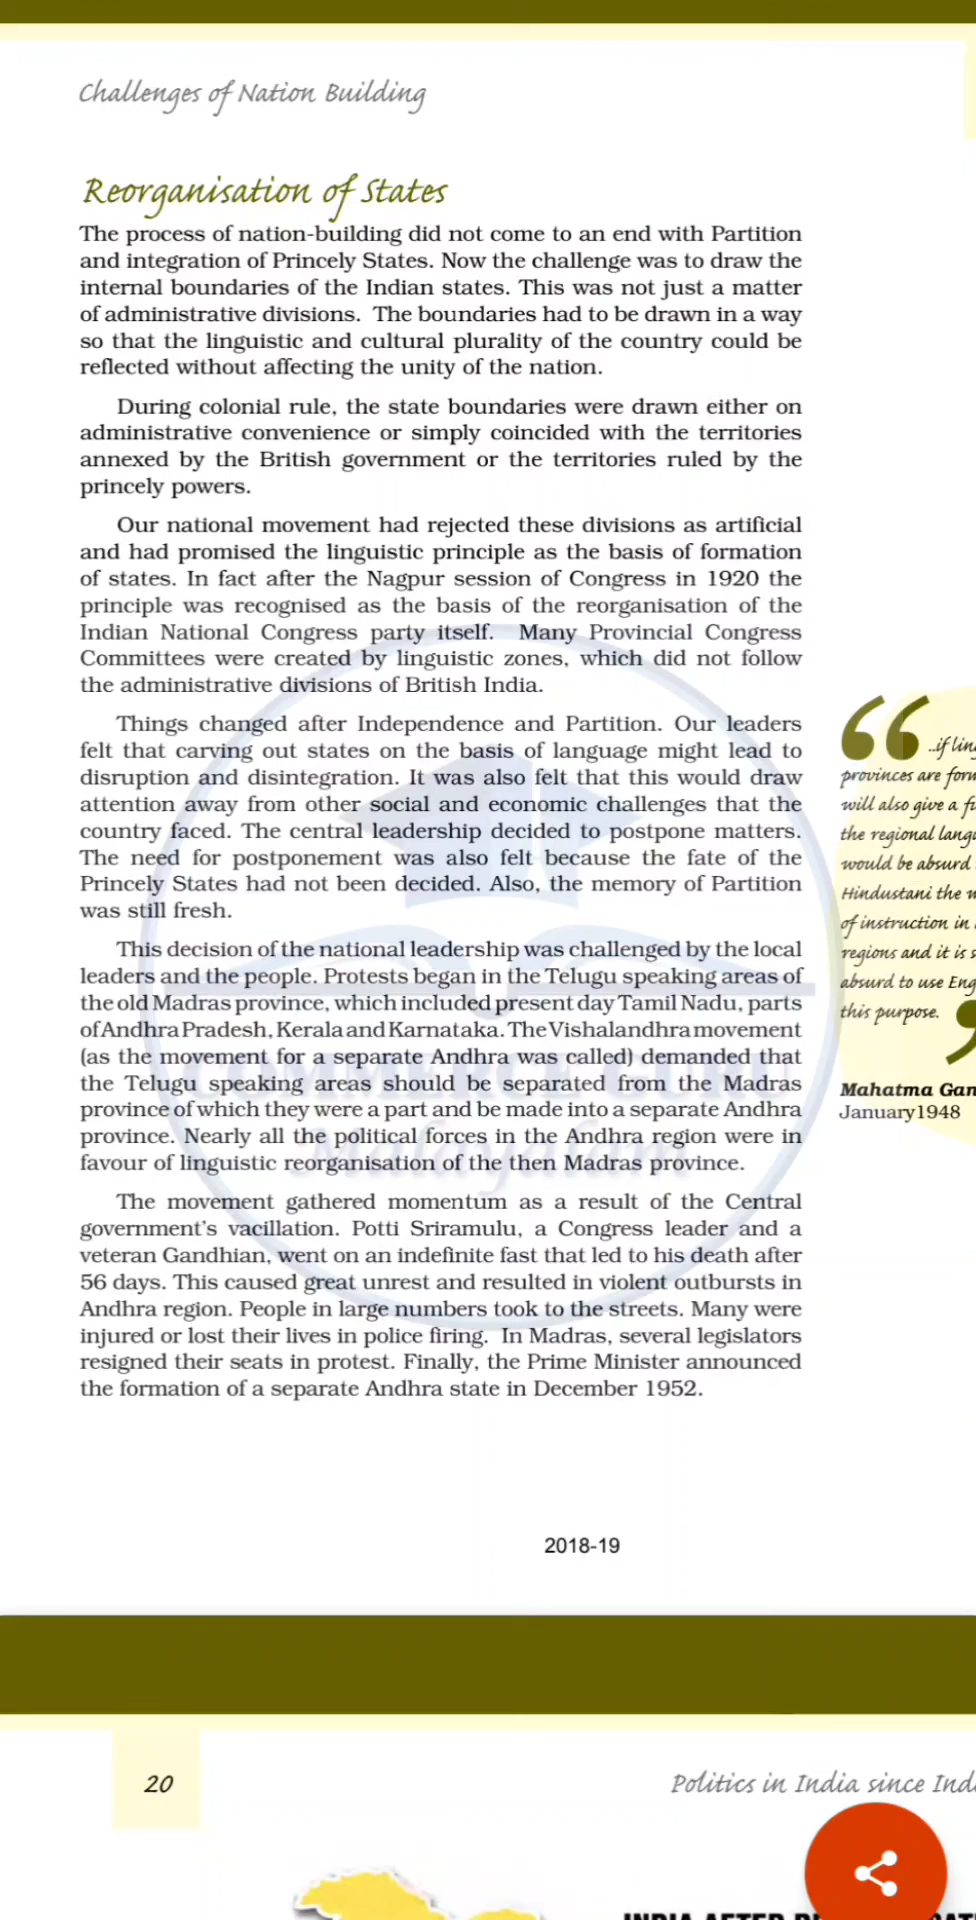 Challenges of Nation Building
Reorganisation of States
The process of nation-building did not come to an end with Partition
and integration of Princely States. Now the challenge was to draw the
internal boundaries of the Indian states. This was not just a matter
of administrative divisions. The boundaries had to be drawn in a way
so that the linguistic and cultural plurality of the country could be
reflected without affecting the unity of the nation.
During colonial rule, the state boundaries were drawn either on
administrative convenience or simply coincided with the territories
annexed by the British government or the territories ruled by the
princely powers.
Our national movement had rejected these divisions as artificial
and had promised the linguistic principle as the basis of formation
of states. In fact after the Nagpur session of Congress in 1920 the
principle was recognised as the basis of the reorganisation of the
Indian National Congress party itself. Many Provincial Congress
Committees were created by linguistic zones, which did not follow
the administrative divisions of British India.
Things changed after Independence and Partition. Our leaders
felt that carving out states on the basis of language might lead to
disruption and disintegration. It was also felt that this would draw
attention away from other social and economic challenges that the
country faced. The central leadership decided to postpone matters.
The need for postponement was also felt because the fate of the
Princely States had not been decided. Also, the memory of Partition
was still fresh.
This decision of the national leadership was challenged by the local
leaders and the people. Protests began in the Telugu speaking areas of
the old Madras province, which included present day Tamil Nadu, parts
of Andhra Pradesh, Kerala and Karnataka. The Vishalandhra movement
(as the movement for a separate Andhra was called) demanded that
the Telugu speaking areas should be separated from the Madras
province of which they were a part and be made into a separate Andhra
province. Nearly all the political forces in the Andhra region were in
favour of linguistic reorganisation of the then Madras province.
The movement gathered momentum as a result of the Central
government's vacillation. Potti Sriramulu, a Congress leader and a
veteran Gandhian, went on an indefinite fast that led to his death after
56 days. This caused great unrest and resulted in violent outbursts in
Andhra region. People in large numbers took to the streets. Many were
injured or lost their lives in police firing. In Madras, several legislators
resigned their seats in protest. Finally, the Prime Minister announced
the formation of a separate Andhra state in December 1952.
COMMERCE GURU
Malayalam
..if
provinces are
will also give a
the regional
would be absurd
Hindustani the
of instruction in
regions and it is
absurd to use
this purpose.
Mahatma
January1948
2018-19
20
Politics in India since
INDIA AFTER